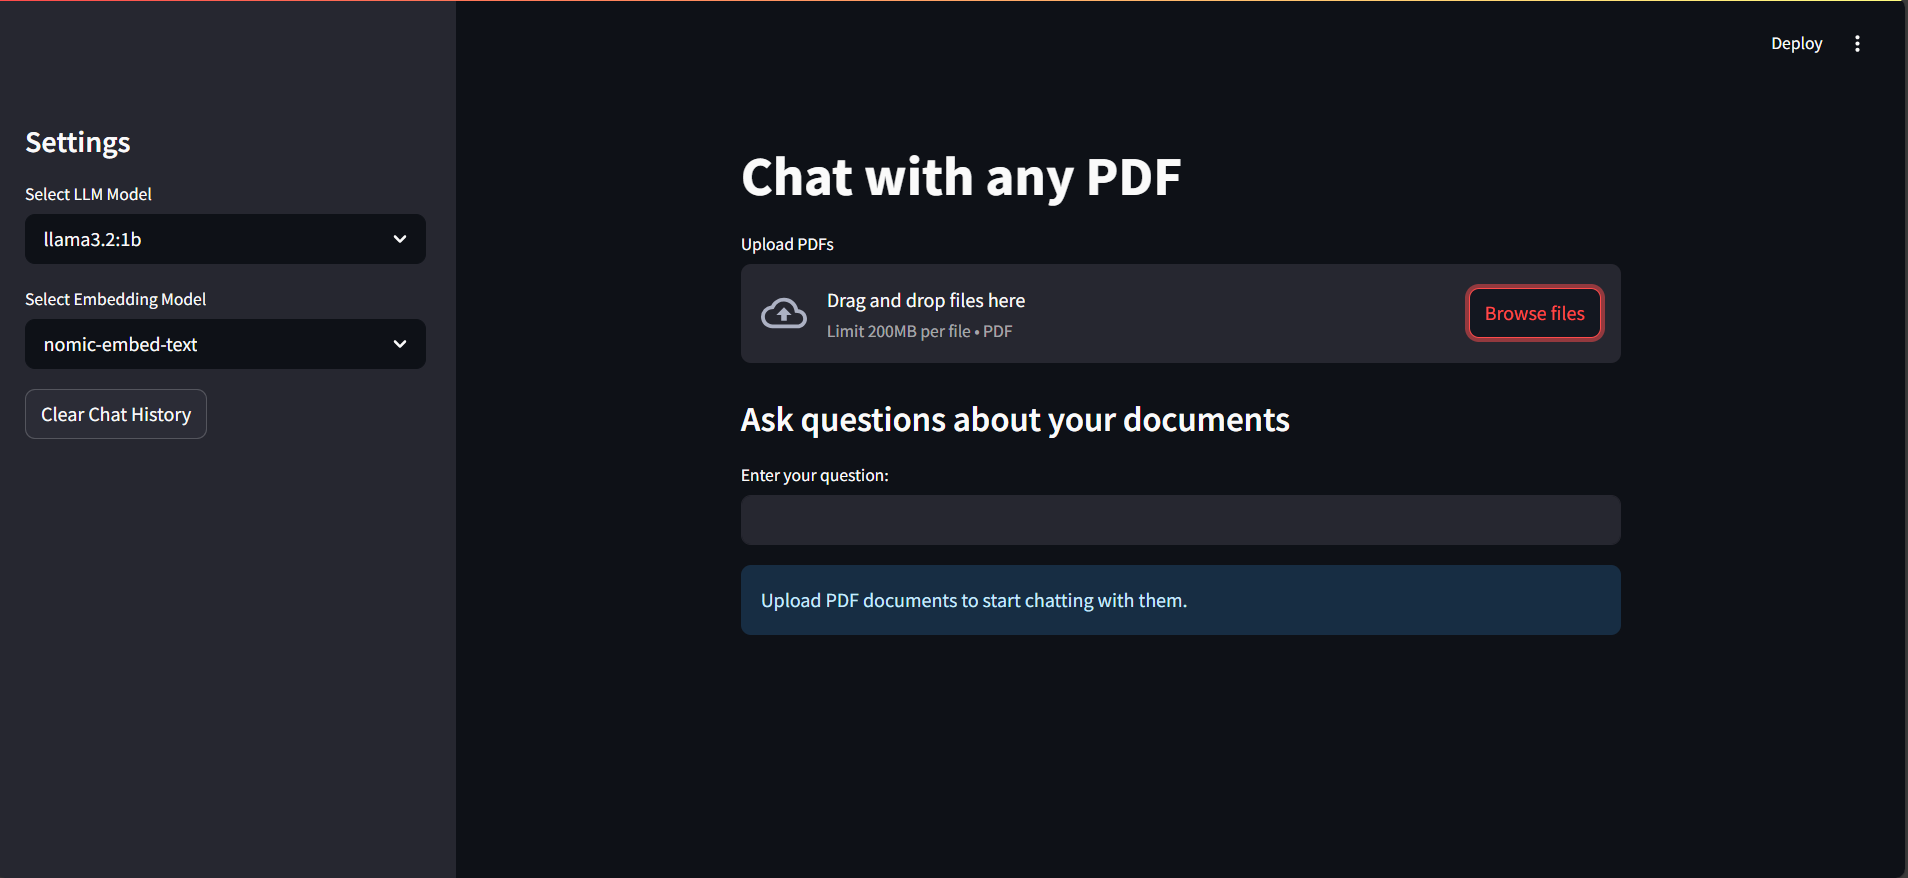 Deploy
Settings
Select LLM Model
llama3.2:1b
Select Embedding Model
nomic-embed-text
Clear Chat History
Chat with any PDF
Upload PDFs
Drag and drop files here
Limit 200MB per file • PDF
Browse files
Ask questions about your documents
Enter your question:
Upload PDF documents to start chatting with them.